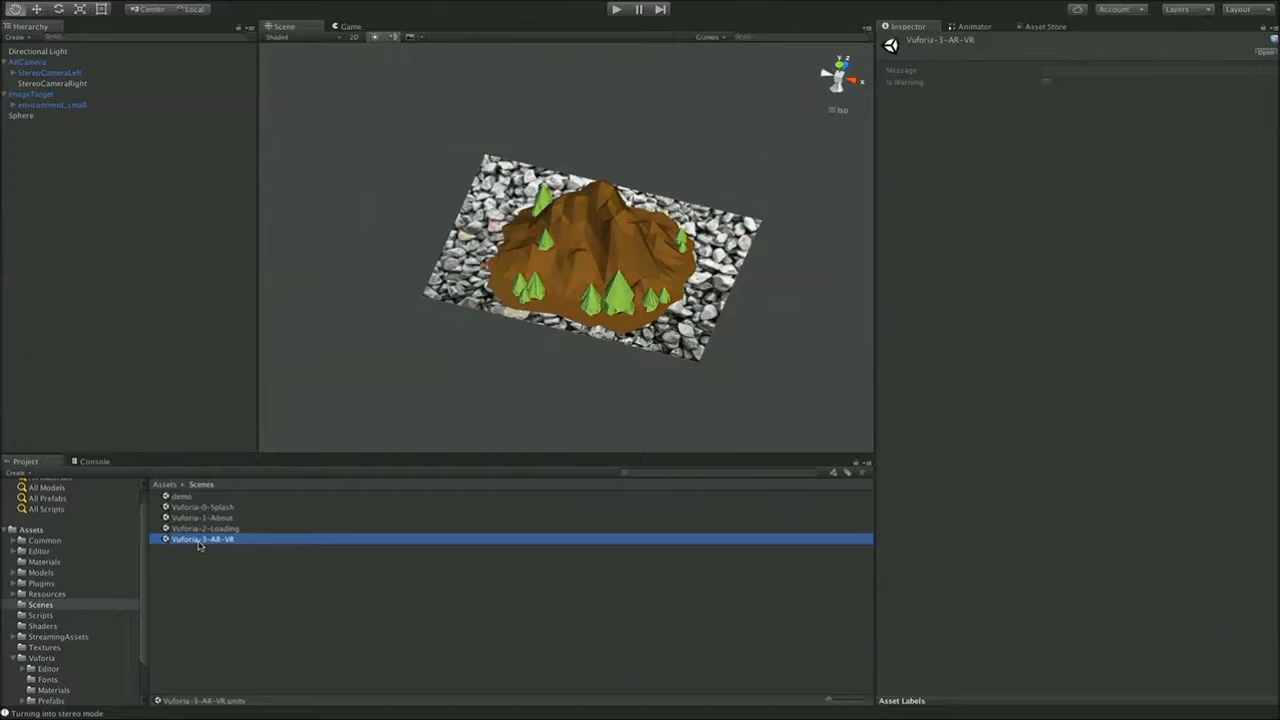 Center Local
Account Layers Layout
Hierarchy
Create
Scene Game
Shaded 2D Gizmos
Inspector Animator Asset Store
Vuforia-3-AR-VR
Open
Message
Is Warning
Directional Light
ARCamera
StereoCameraLeft
StereoCameraRight
ImageTarget
environment_small
Sphere
y z
x
Iso
Project Console
Create
All Models
All Prefabs
All Scripts
Assets
Common
Editor
Materials
Models
Plugins
Resources
Scenes
Scripts
Shaders
StreamingAssets
Textures
Vuforia
Editor
Fonts
Materials
Prefabs
Assets Scenes
demo
Vuforia-0-Splash
Vuforia-1-About
Vuforia-2-Loading
Vuforia-3-AR-VR
Vuforia-3-AR-VR.unity
Asset Labels
Turning into stereo mode